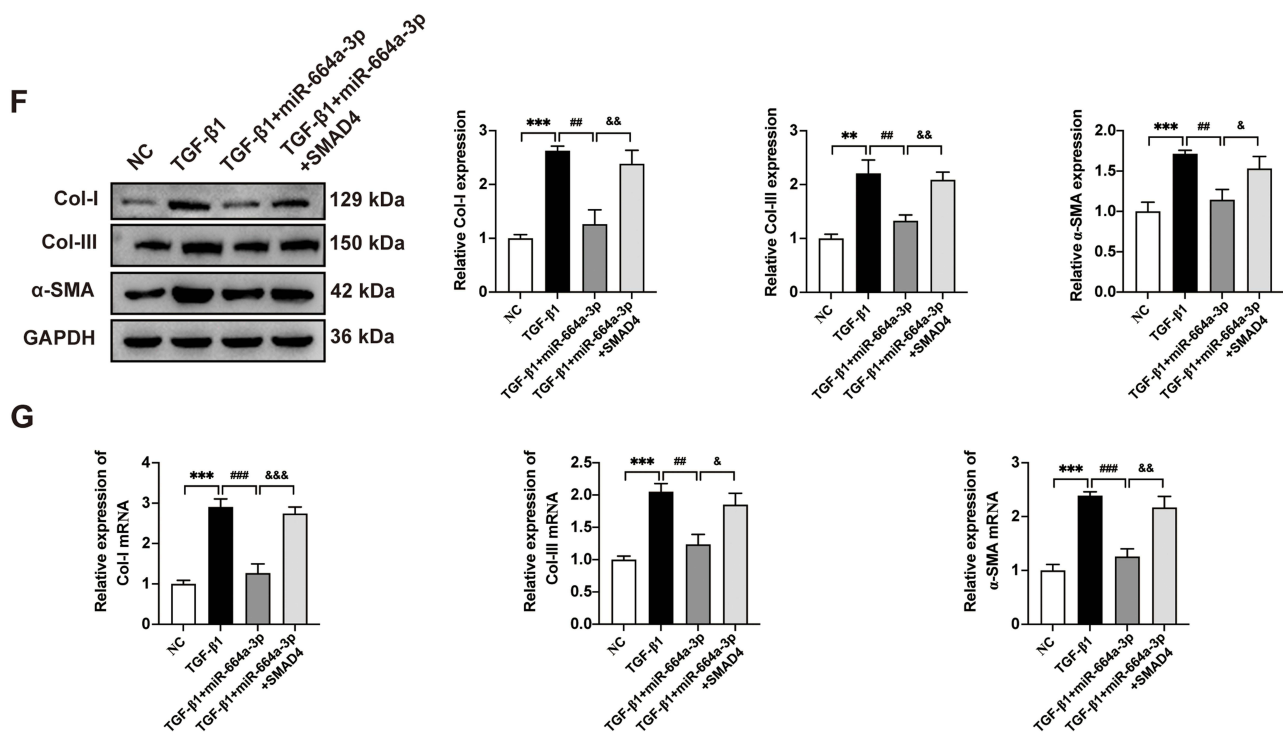 F
NC
TGF-β1
TGF-β1+miR-664a-3p
TGF-β1+miR-664a-3p
+SMAD4
Col-I
129 kDa
Col-III
150 kDa
α-SMA
42 kDa
GAPDH
36 kDa
Relative Col-I expression
3
2
1
0
*** ## &&
NC
TGF-β1
TGF-β1+miR-664a-3p
TGF-β1+miR-664a-3p
+SMAD4
Relative Col-III expression
3
2
1
0
** ## &&
NC
TGF-β1
TGF-β1+miR-664a-3p
TGF-β1+miR-664a-3p
+SMAD4
Relative α-SMA expression
2.0
1.5
1.0
0.5
0.0
*** ## &
NC
TGF-β1
TGF-β1+miR-664a-3p
TGF-β1+miR-664a-3p
+SMAD4
G
Relative expression of
Col-I mRNA
4
3
2
1
0
*** ### &&&
NC
TGF-β1
TGF-β1+miR-664a-3p
TGF-β1+miR-664a-3p
+SMAD4
Relative expression of
Col-III mRNA
2.5
2.0
1.5
1.0
0.5
0.0
*** ## &
NC
TGF-β1
TGF-β1+miR-664a-3p
TGF-β1+miR-664a-3p
+SMAD4
Relative expression of
α-SMA mRNA
3
2
1
0
*** ### &&
NC
TGF-β1
TGF-β1+miR-664a-3p
TGF-β1+miR-664a-3p
+SMAD4